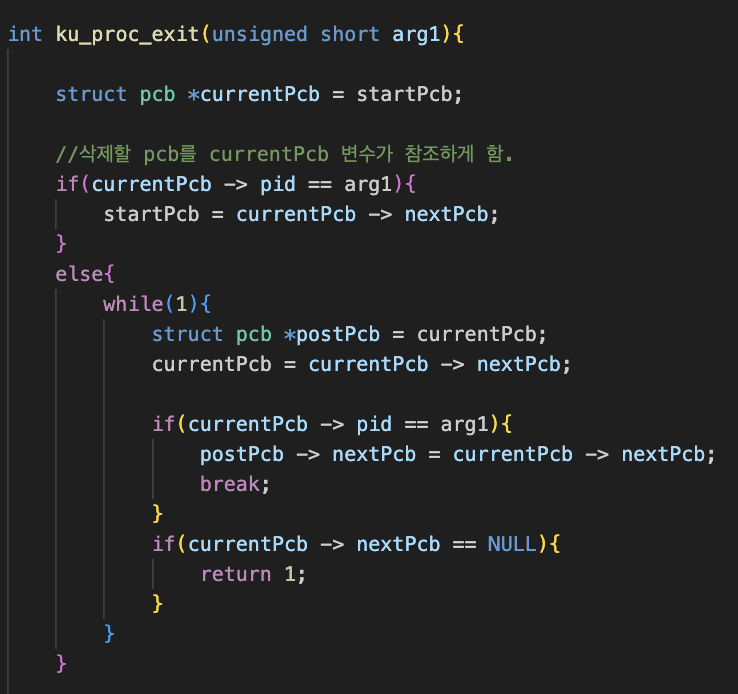 int ku_proc_exit(unsigned short arg1){
struct pcb *currentPcb = startPcb;
//삭제할 pcb를 currentPcb 변수가 참조하게 함.
if(currentPcb -> pid == arg1){
startPcb = currentPcb -> nextPcb;
}
else{
while(1){
struct pcb *postPcb = currentPcb;
currentPcb = currentPcb -> nextPcb;
if(currentPcb -> pid == arg1){
postPcb -> nextPcb = currentPcb -> nextPcb;
break;
}
if(currentPcb -> nextPcb == NULL){
return 1;
}
}
}